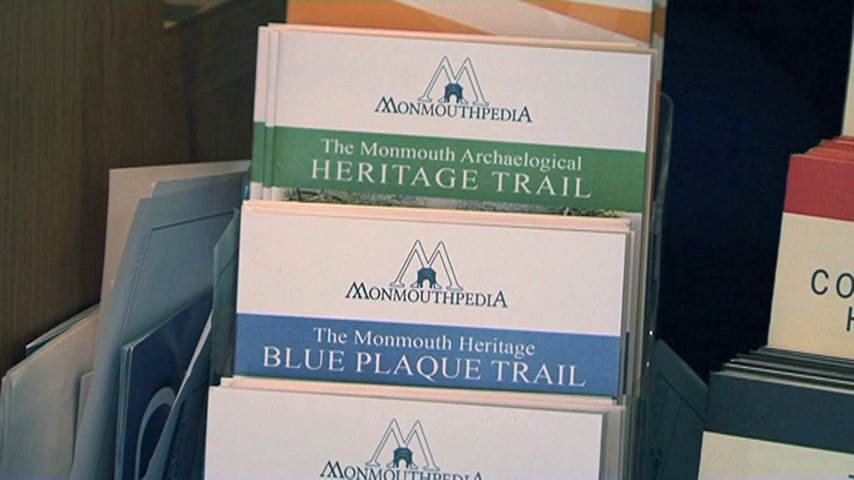 MONMOUTHPEDIA
The Monmouth Archaelogical
HERITAGE TRAIL
MONMOUTHPEDIA
The Monmouth Heritage
BLUE PLAQUE TRAIL
MONMOUTHPEDIA
CO
H